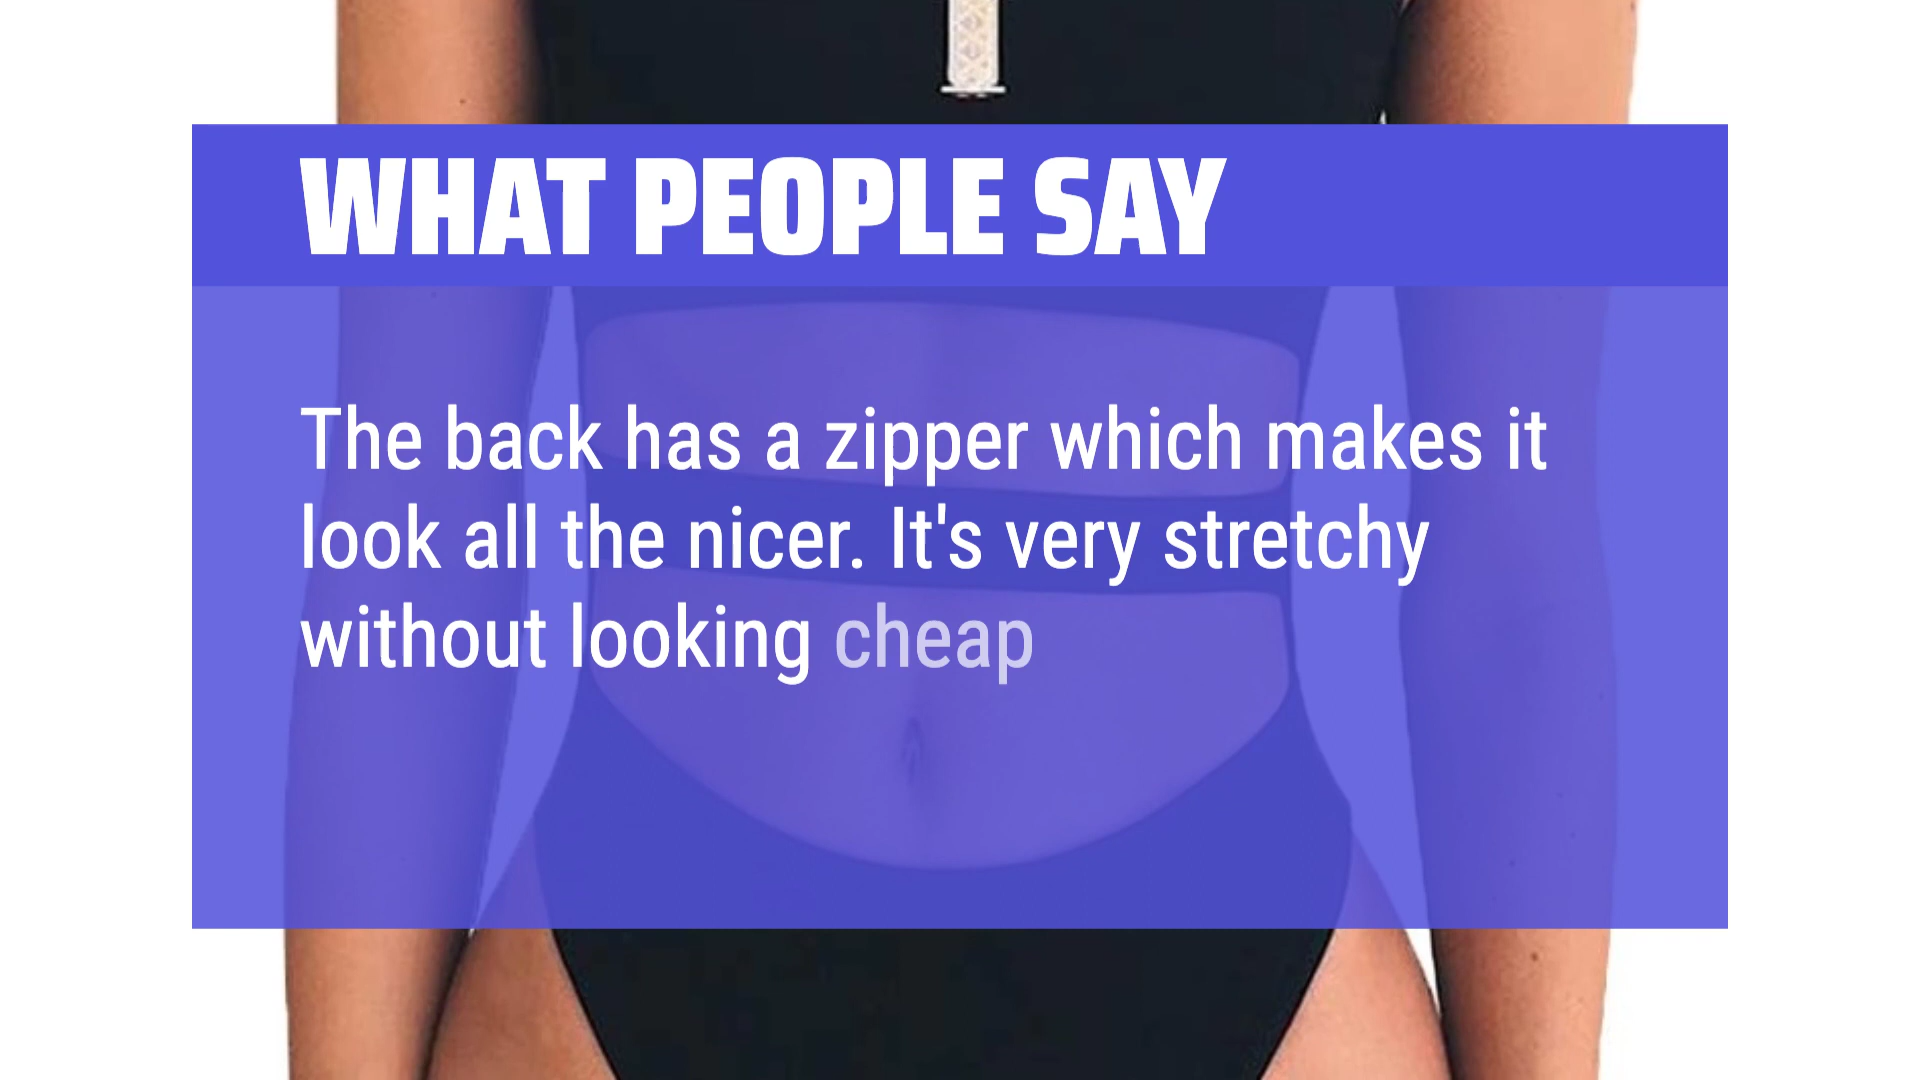 WHAT PEOPLE SAY
The back has a zipper which makes it
look all the nicer. It's very stretchy
without looking cheap